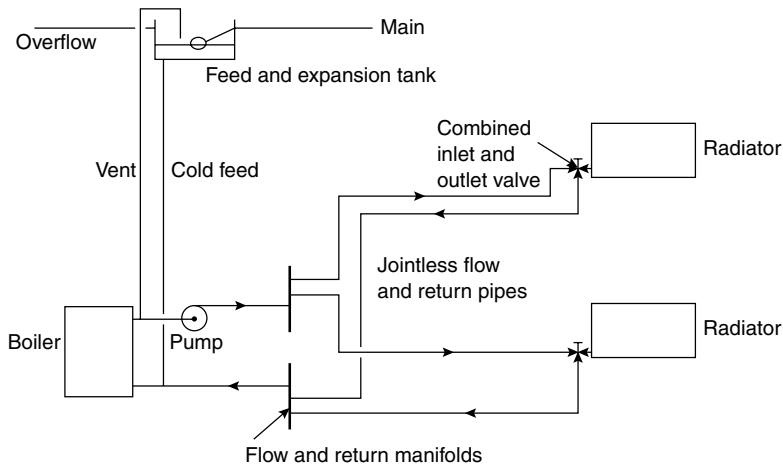 Overflow
Main
Feed and expansion tank
Combined
inlet and
outlet valve
Radiator
Vent
Cold feed
Jointless flow
and return pipes
Boiler
Pump
Radiator
Flow and return manifolds